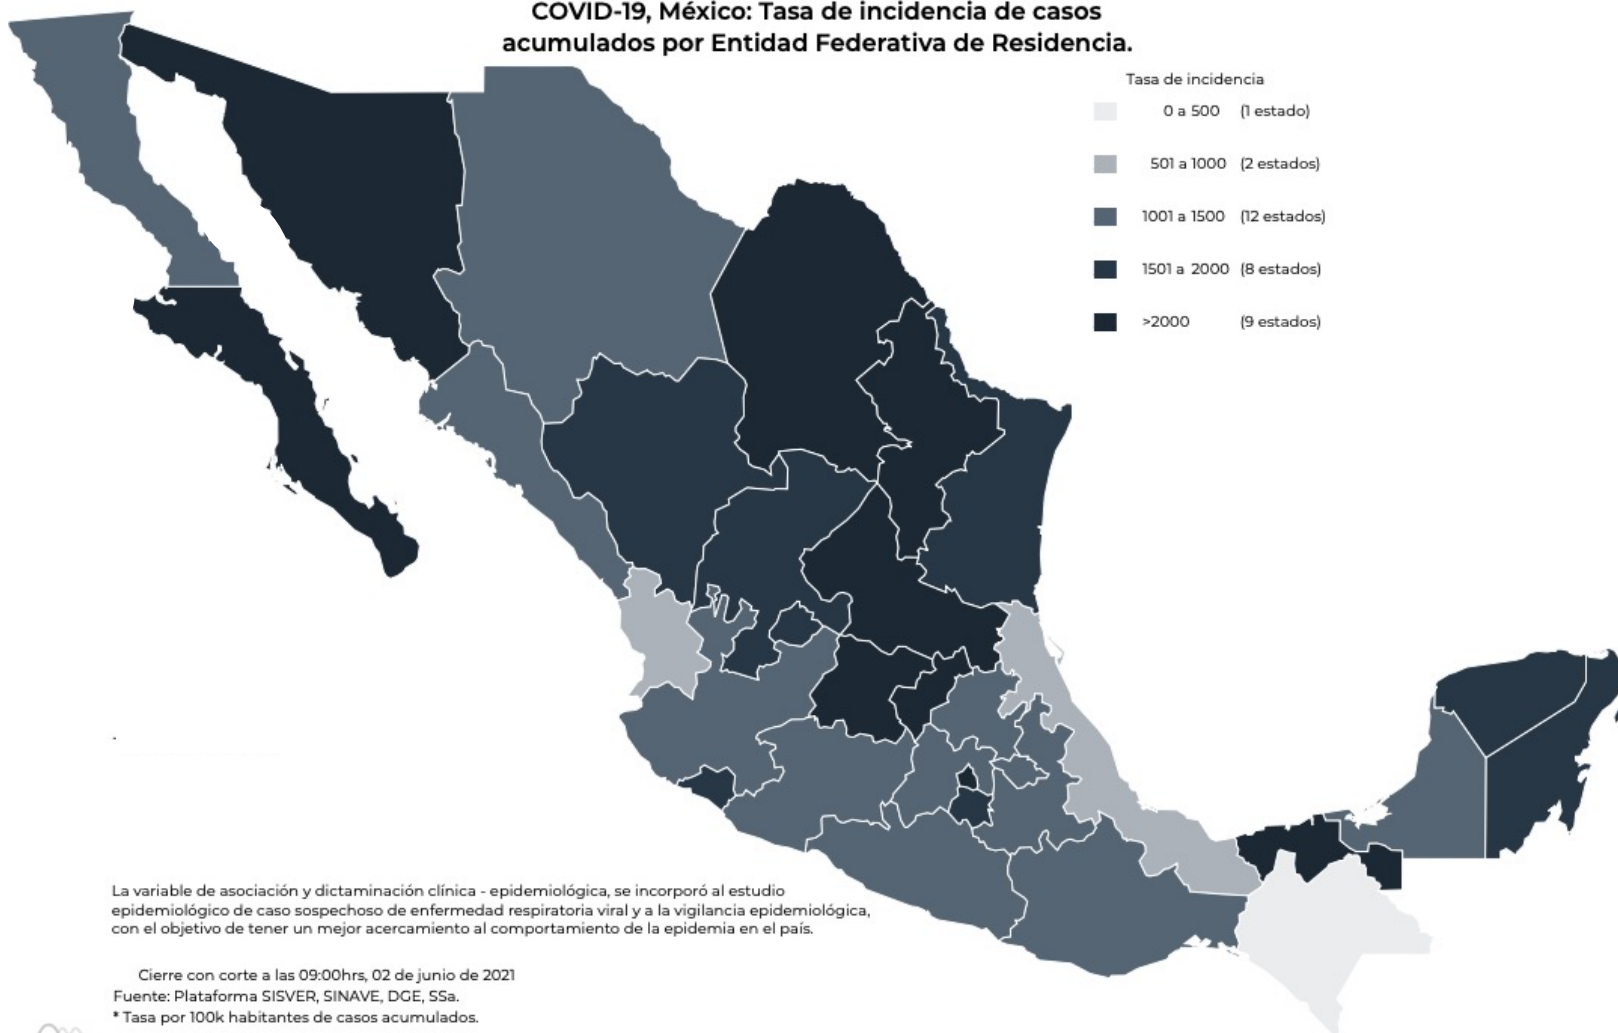 COVID-19, México: Tasa de incidencia de casos
acumulados por Entidad Federativa de Residencia.
Tasa de incidencia
0 a 500 (1 estado)
501 a 1000 (2 estados)
1001 a 1500 (12 estados)
1501 a 2000 (8 estados)
>2000 (9 estados)
La variable de asociación y dictaminación clínica - epidemiológica, se incorporó al estudio
epidemiológico de caso sospechoso de enfermedad respiratoria viral y a la vigilancia epidemiológica,
con el objetivo de tener un mejor acercamiento al comportamiento de la epidemia en el país.
Cierre con corte a las 09:00hrs, 02 de junio de 2021
Fuente: Plataforma SISVER, SINAVE, DGE, SSa.
* Tasa por 100k habitantes de casos acumulados.